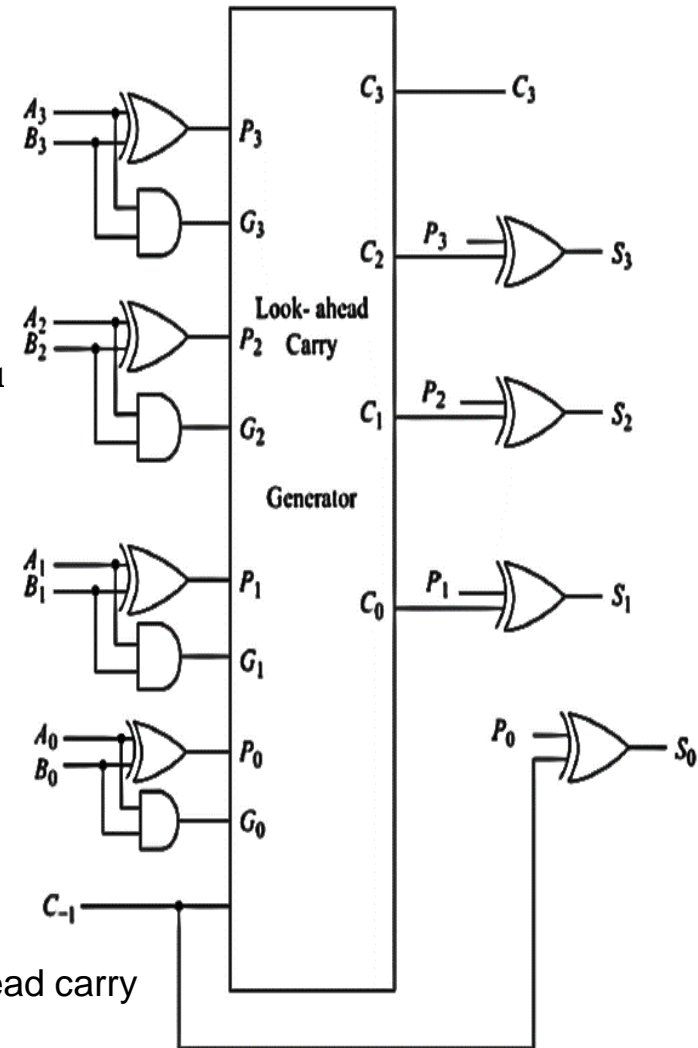 C₃ C₃
A₃
B₃
P₃
G₃
C₂ P₃ S₃
A₂
B₂
Look- ahead
P₂ Carry
C₁ P₂ S₂
G₂
Generator
A₁
B₁
P₁
C₀ P₁ S₁
G₁
A₀
B₀
P₀
P₀ S₀
G₀
C₋₁
ead carry